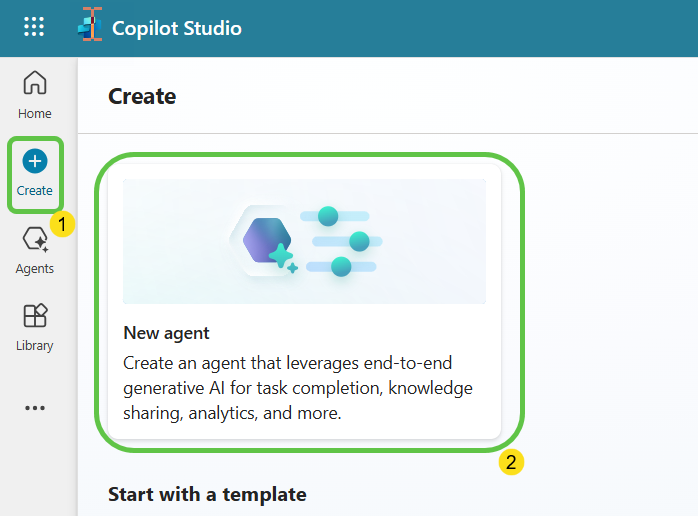 Copilot Studio
Home
Create
1
Agents
Library
Create
New agent
Create an agent that leverages end-to-end
generative AI for task completion, knowledge
sharing, analytics, and more.
2
Start with a template